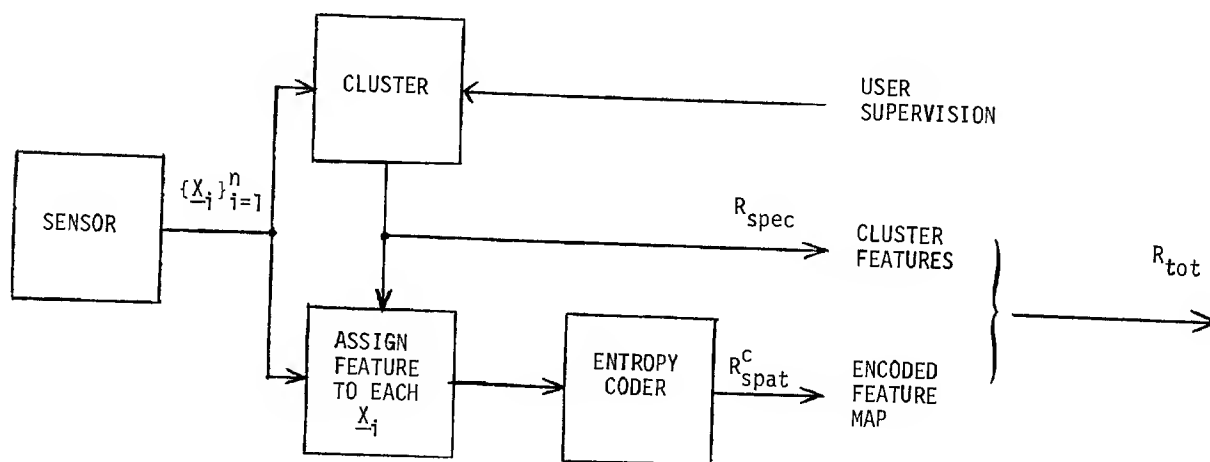 CLUSTER
USER
SUPERVISION
SENSOR
{X_i}^n_{i=1}
R_spec
CLUSTER
FEATURES
R_tot
ASSIGN
FEATURE
TO EACH
X_i
ENTROPY
CODER
R^C_spat
ENCODED
FEATURE
MAP